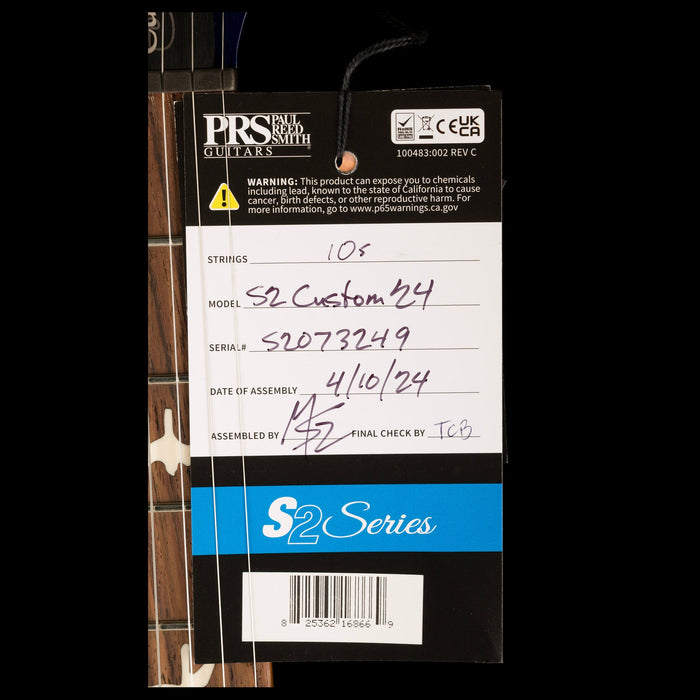 PRS PAUL REED SMITH
GUITARS
RoHS CE UKCA
100483:002 REV C
WARNING: This product can expose you to chemicals
including lead, known to the state of California to cause
cancer, birth defects, or other reproductive harm. For
more information, go to www.p65warnings.ca.gov
STRINGS 10s
MODEL S2 Custom 24
SERIAL# S2073249
DATE OF ASSEMBLY 4/10/24
ASSEMBLED BY FINAL CHECK BY TCB
S2 Series
8 25362 16866 9